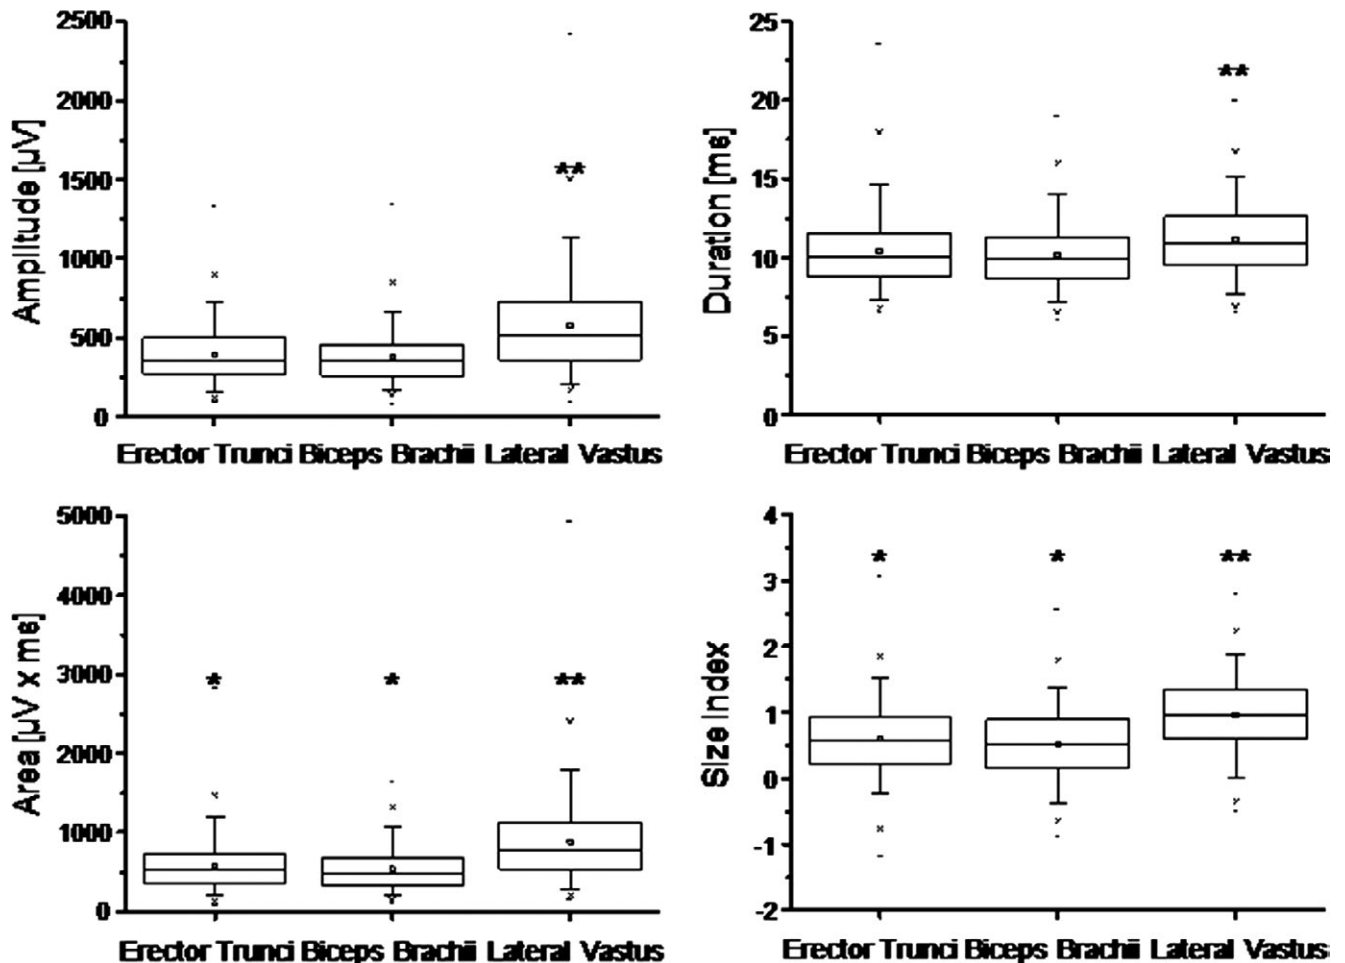 2500
2000
1500
1000
500
0
Amplitude [µV]
**
Erector Trunci Biceps Brachii Lateral Vastus
25
20
15
10
5
0
Duration [ms]
**
Erector Trunci Biceps Brachii Lateral Vastus
5000
4000
3000
2000
1000
0
Area [µV x ms]
* * **
Erector Trunci Biceps Brachii Lateral Vastus
4
3
2
1
0
-1
-2
Size Index
* * **
Erector Trunci Biceps Brachii Lateral Vastus